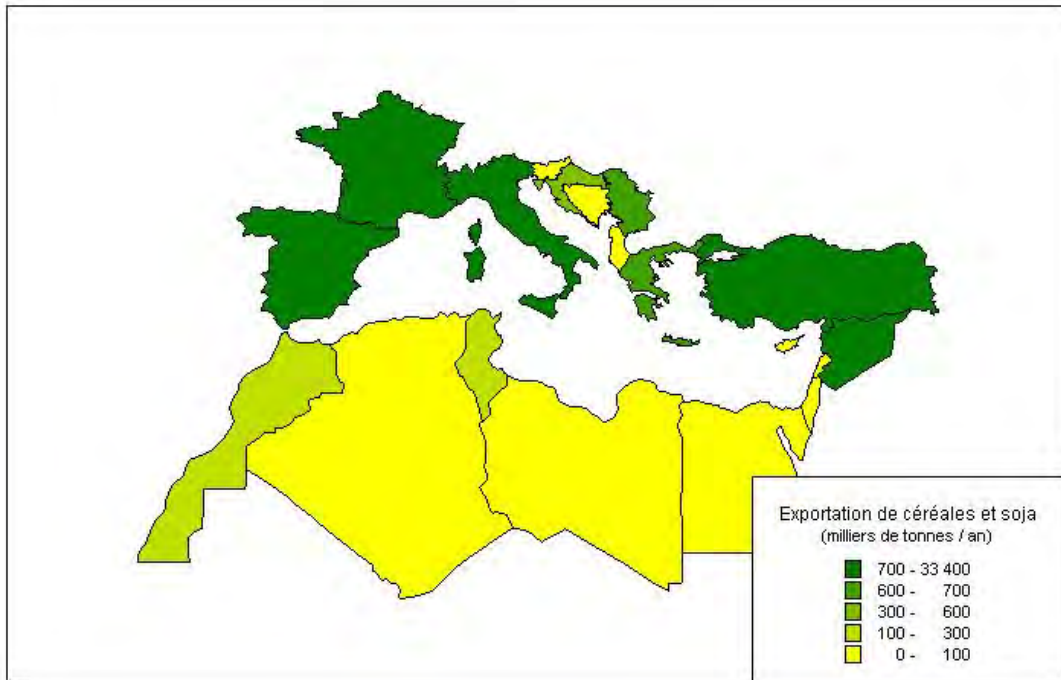 Exportation de céréales et soja
(milliers de tonnes / an)
700 - 33 400
600 - 700
300 - 600
100 - 300
0 - 100